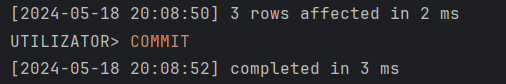 [2024-05-18 20:08:50] 3 rows affected in 2 ms
UTILIZATOR> COMMIT
[2024-05-18 20:08:52] completed in 3 ms